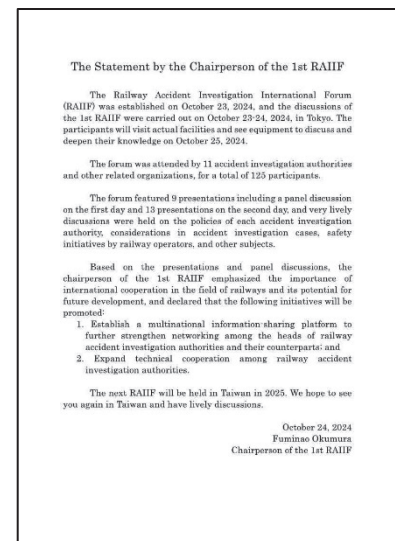 The Statement by the Chairperson of the 1st RAIIF
The Railway Accident Investigation International Forum
(RAIIF) was established on October 23, 2024, and the discussions of
the 1st RAIIF were carried out on October 23-24, 2024, in Tokyo. The
participants will visit actual facilities and see equipment to discuss and
deepen their knowledge on October 25, 2024.
The forum was attended by 11 accident investigation authorities
and other related organizations, for a total of 125 participants.
The forum featured 9 presentations including a panel discussion
on the first day and 13 presentations on the second day, and very lively
discussions were held on the policies of each accident investigation
authority, considerations in accident investigation cases, safety
initiatives by railway operators, and other subjects.
Based on the presentations and panel discussions, the
chairperson of the 1st RAIIF emphasized the importance of
international cooperation in the field of railways and its potential for
future development, and declared that the following initiatives will be
promoted:
1. Establish a multinational information-sharing platform to
further strengthen networking among the heads of railway
accident investigation authorities and their counterparts; and
2. Expand technical cooperation among railway accident
investigation authorities.
The next RAIIF will be held in Taiwan in 2025. We hope to see
you again in Taiwan and have lively discussions.
October 24, 2024
Fuminao Okumura
Chairperson of the 1st RAIIF